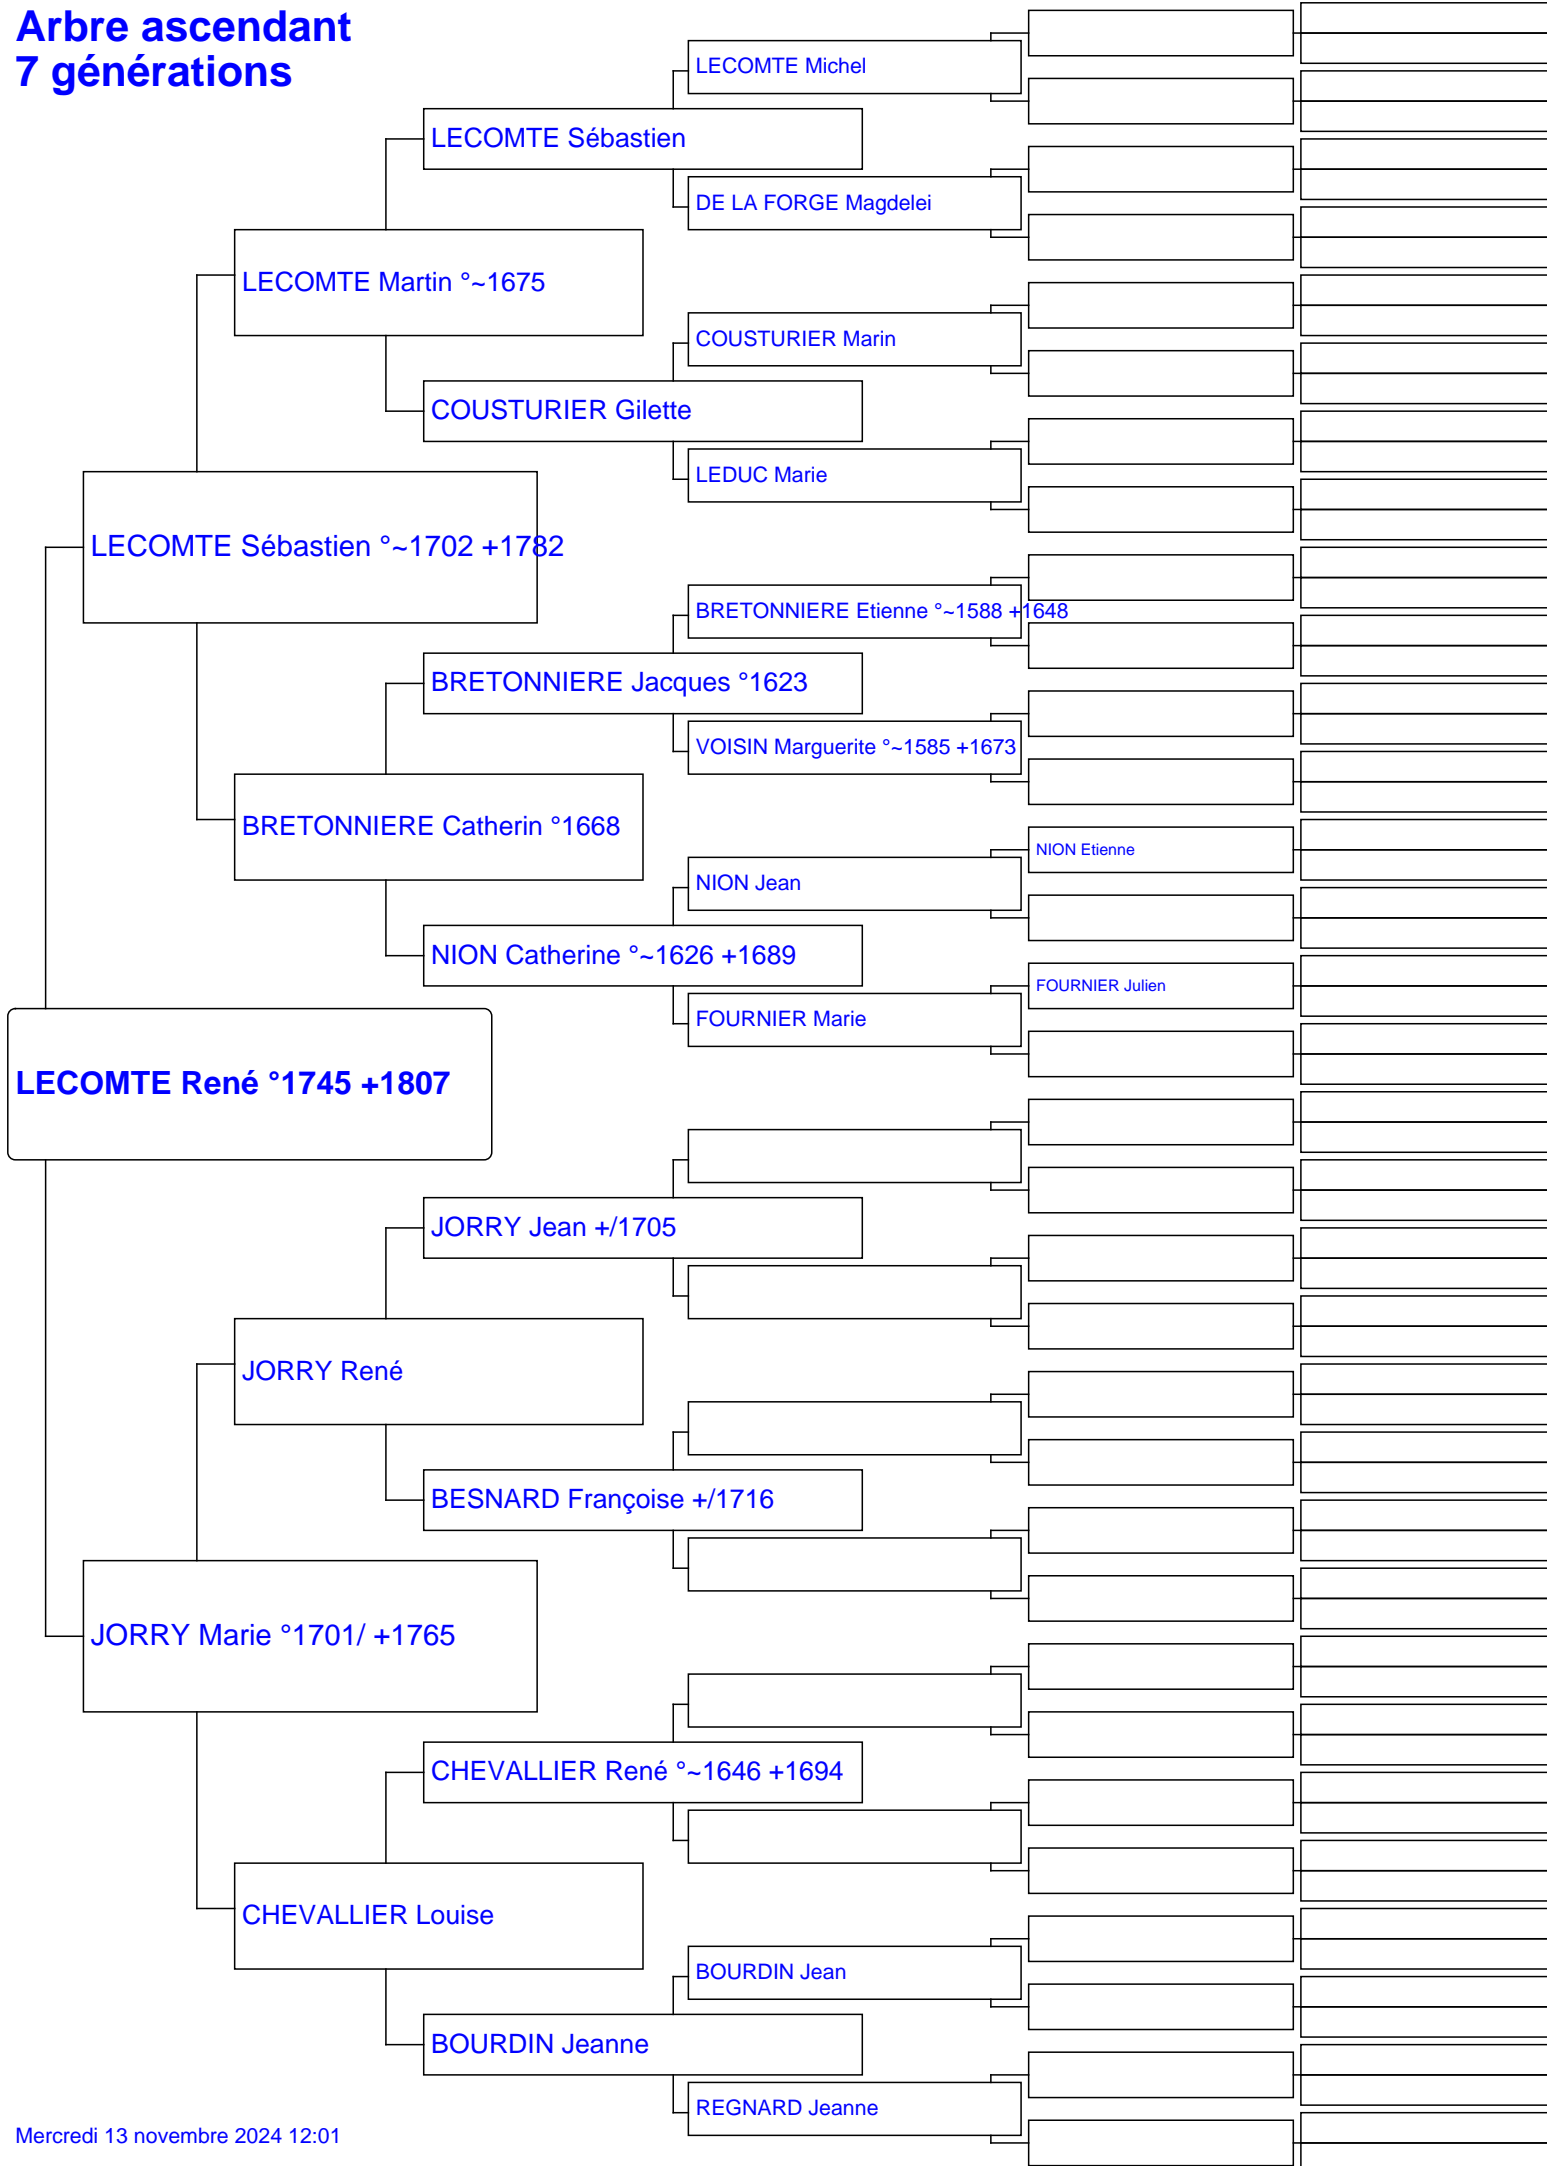 Arbre ascendant
7 générations
LECOMTE Michel
LECOMTE Sébastien
DE LA FORGE Magdelei
LECOMTE Martin °~1675
COUSTURIER Marin
COUSTURIER Gilette
LEDUC Marie
LECOMTE Sébastien °~1702 +1782
BRETONNIERE Etienne °~1588 +1648
BRETONNIERE Jacques °1623
VOISIN Marguerite °~1585 +1673
BRETONNIERE Catherin °1668
NION Etienne
NION Jean
NION Catherine °~1626 +1689
FOURNIER Julien
FOURNIER Marie
LECOMTE René °1745 +1807
JORRY Jean +/1705
JORRY René
BESNARD Françoise +/1716
JORRY Marie °1701/ +1765
CHEVALLIER René °~1646 +1694
CHEVALLIER Louise
BOURDIN Jean
BOURDIN Jeanne
REGNARD Jeanne
Mercredi 13 novembre 2024 12:01